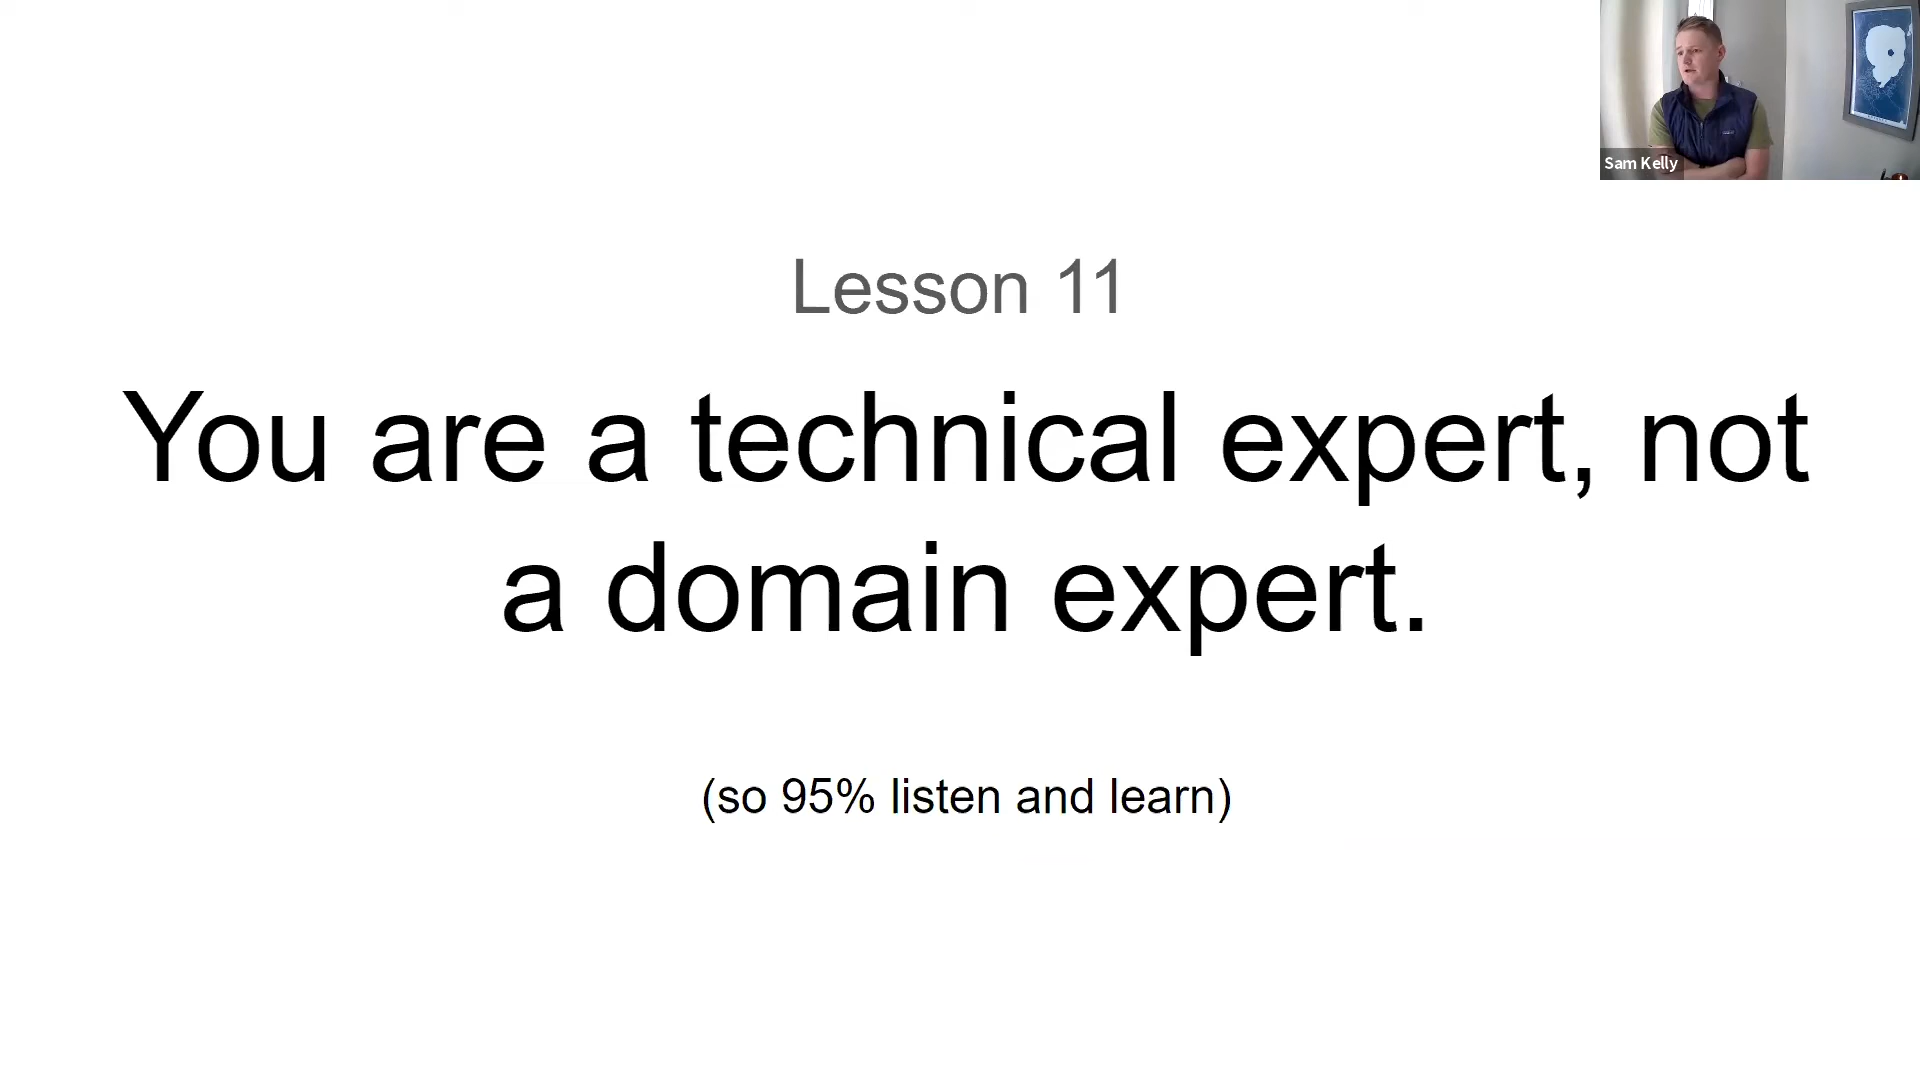 Sam Kelly
Lesson 11
You are a technical expert, not
a domain expert.
(so 95% listen and learn)